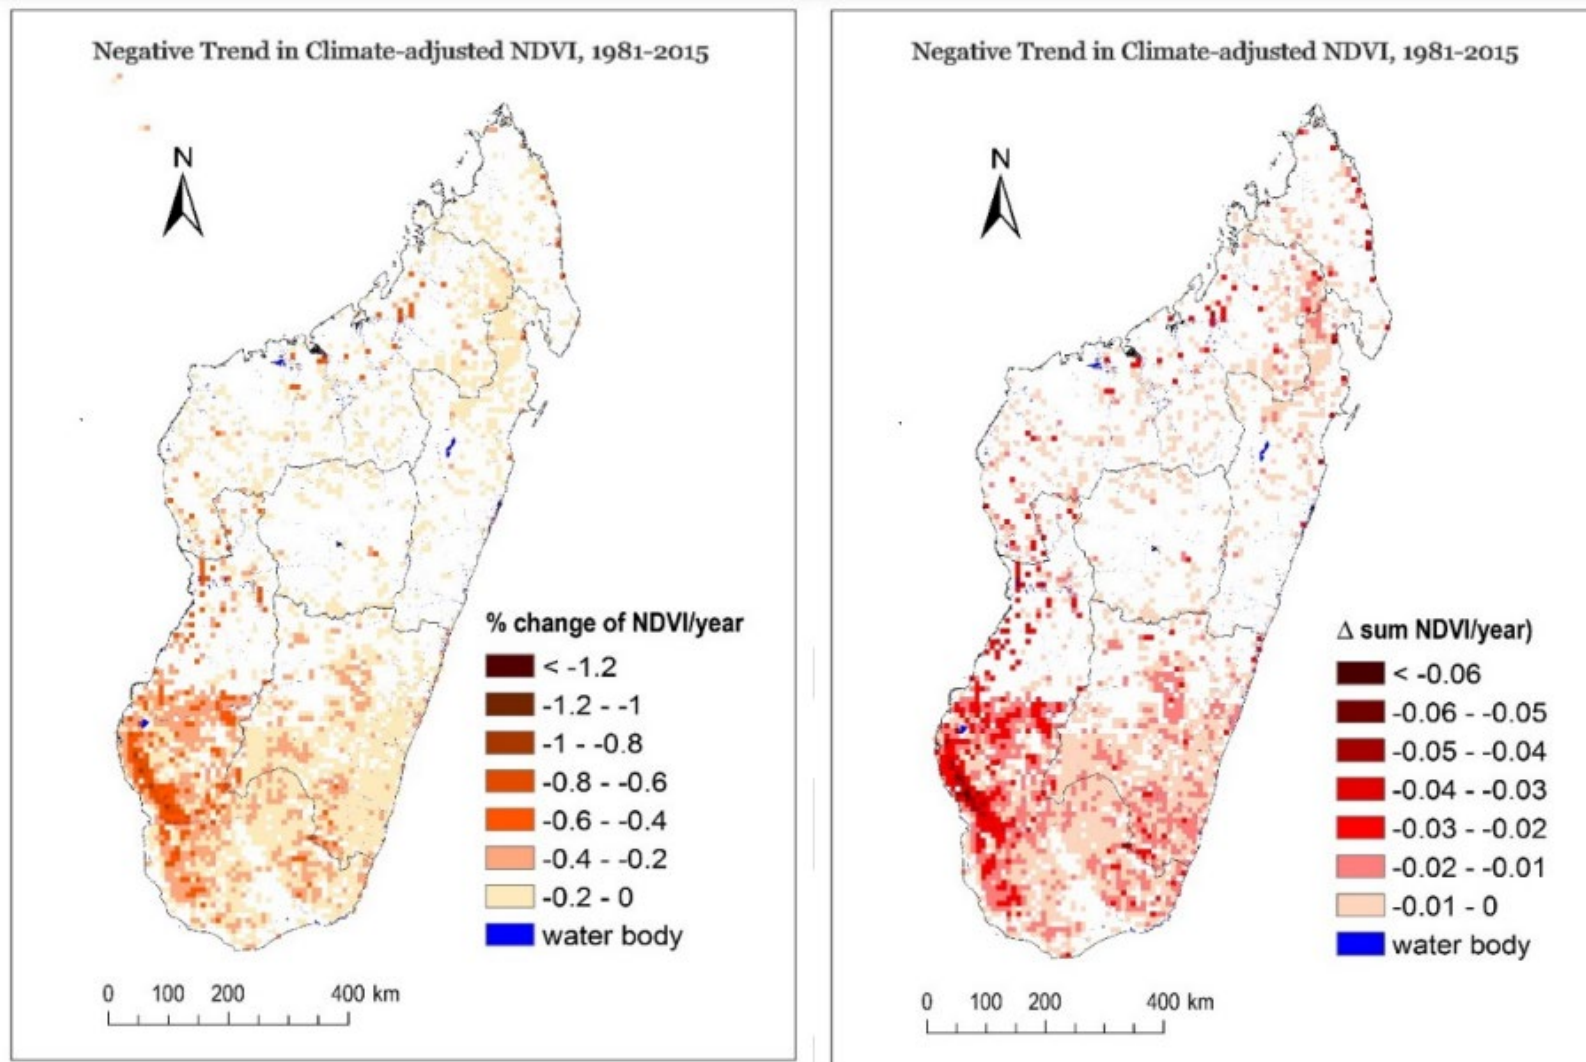 Negative Trend in Climate-adjusted NDVI, 1981-2015
N
% change of NDVI/year
< -1.2
-1.2 - -1
-1 - -0.8
-0.8 - -0.6
-0.6 - -0.4
-0.4 - -0.2
-0.2 - 0
water body
0 100 200 400 km
Negative Trend in Climate-adjusted NDVI, 1981-2015
N
Δ sum NDVI/year)
< -0.06
-0.06 - -0.05
-0.05 - -0.04
-0.04 - -0.03
-0.03 - -0.02
-0.02 - -0.01
-0.01 - 0
water body
0 100 200 400 km